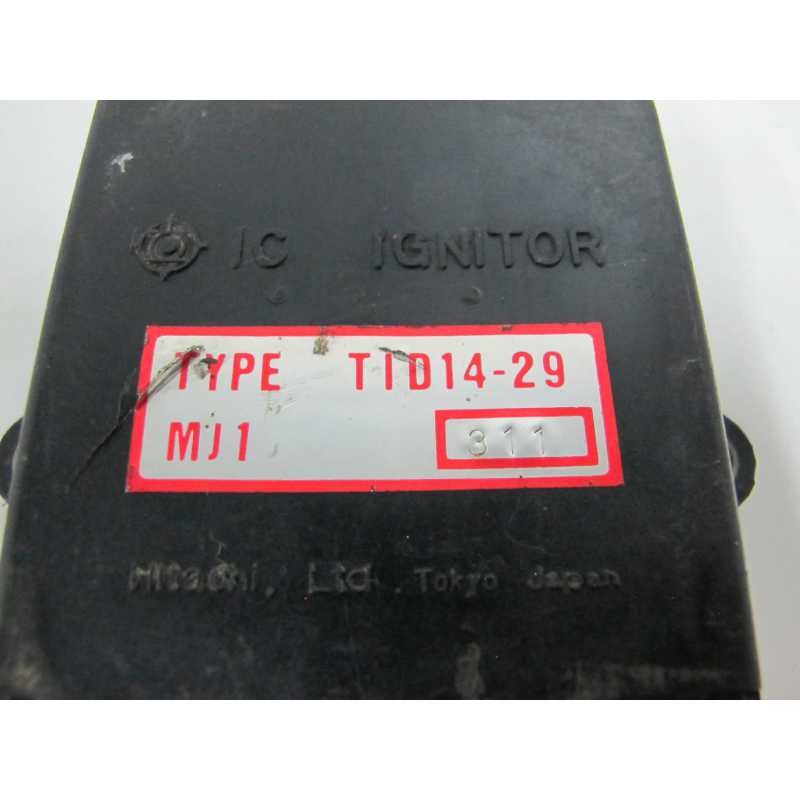 IC IGNITOR
TYPE TID14-29
MJ1 311
Hitachi, Ltd. Tokyo Japan